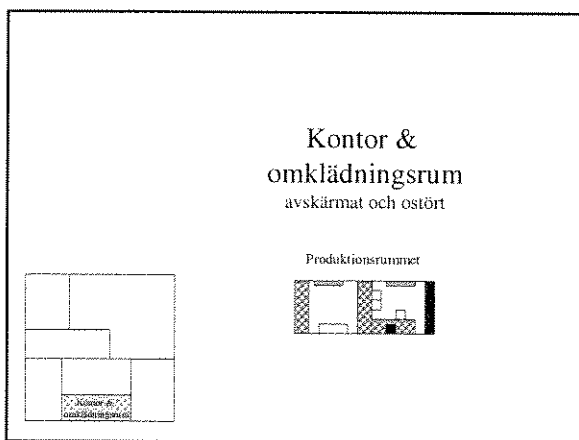 Kontor &
omklädningsrum
avskärmat och ostört
Produktionsrummet
Kontor &
omklädningsrum